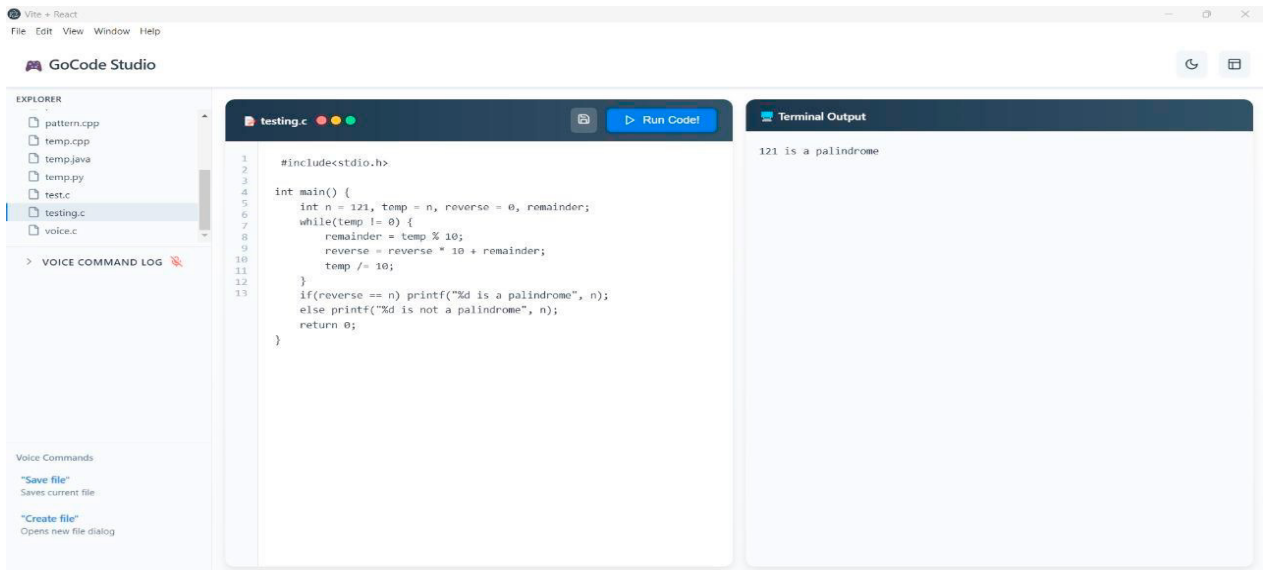 Vite + React
File Edit View Window Help
GoCode Studio
EXPLORER
pattern.cpp
temp.cpp
temp.java
temp.py
test.c
testing.c
voice.c
VOICE COMMAND LOG
Voice Commands
"Save file"
Saves current file
"Create file"
Opens new file dialog
testing.c
Run Code!
1
2
3
4
5
6
7
8
9
10
11
12
13
#include<stdio.h>
int main() {
int n = 121, temp = n, reverse = 0, remainder;
while(temp != 0) {
remainder = temp % 10;
reverse = reverse * 10 + remainder;
temp /= 10;
}
if(reverse == n) printf("%d is a palindrome", n);
else printf("%d is not a palindrome", n);
return 0;
}
Terminal Output
121 is a palindrome